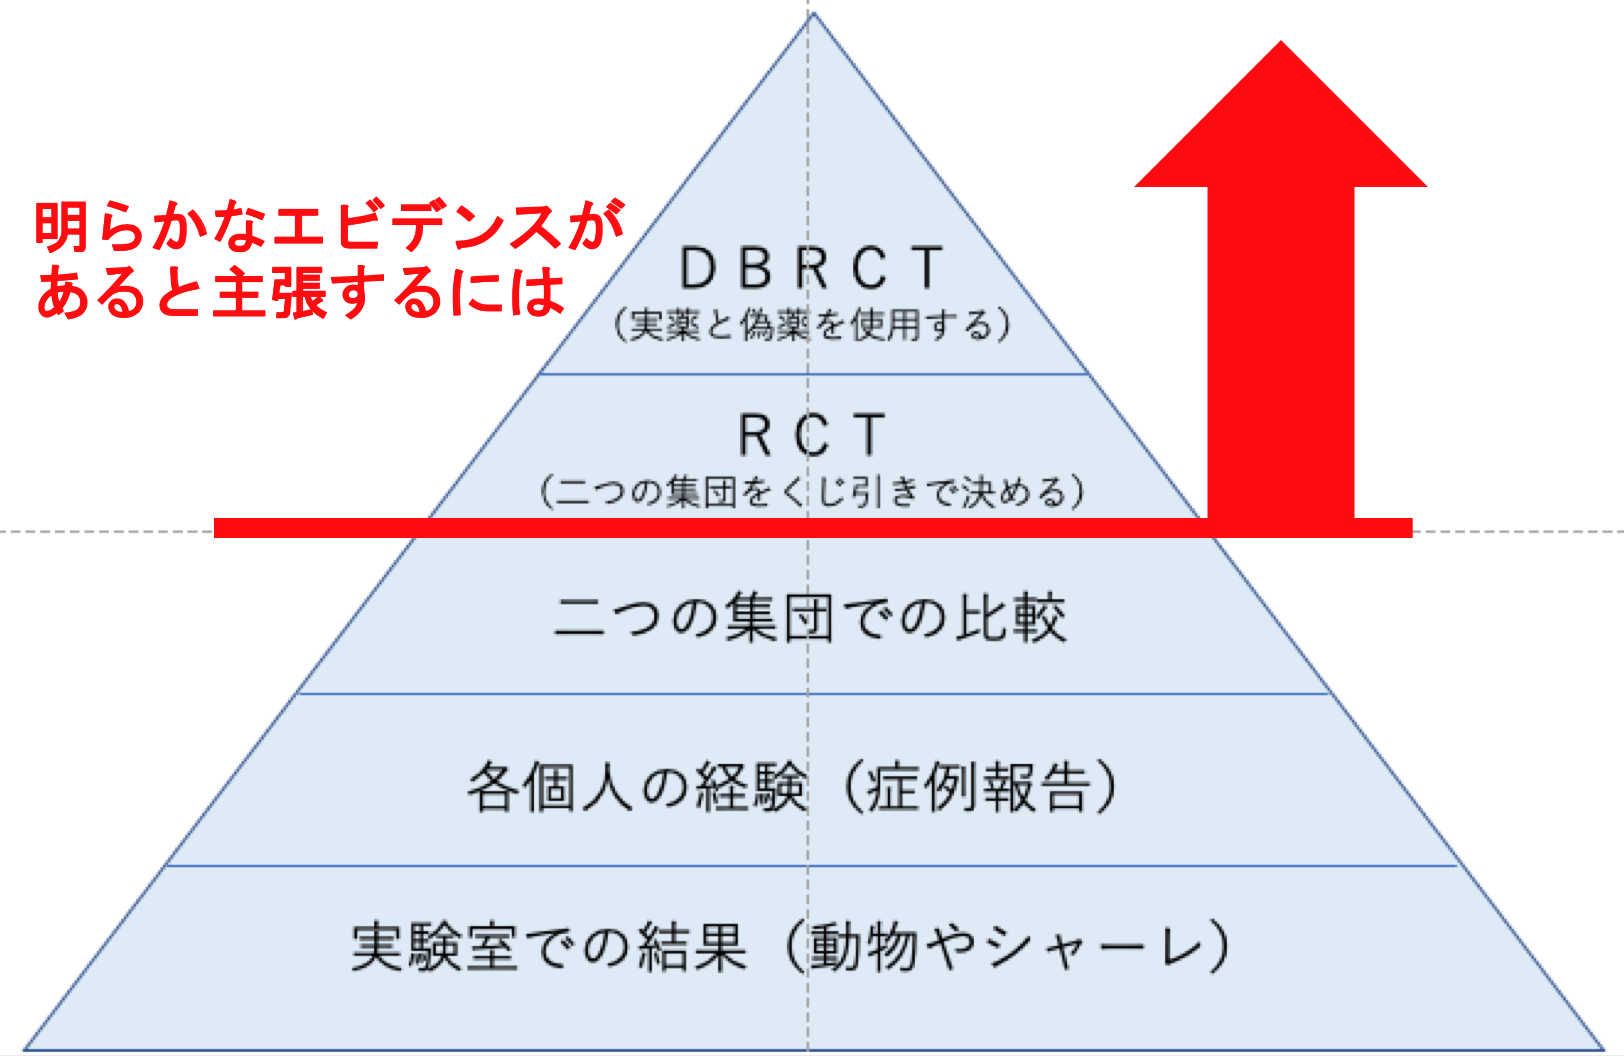 明らかなエビデンスが
あると主張するには
ＤＢＲＣＴ
（実薬と偽薬を使用する）
ＲＣＴ
（二つの集団をくじ引きで決める）
二つの集団での比較
各個人の経験（症例報告）
実験室での結果（動物やシャーレ）